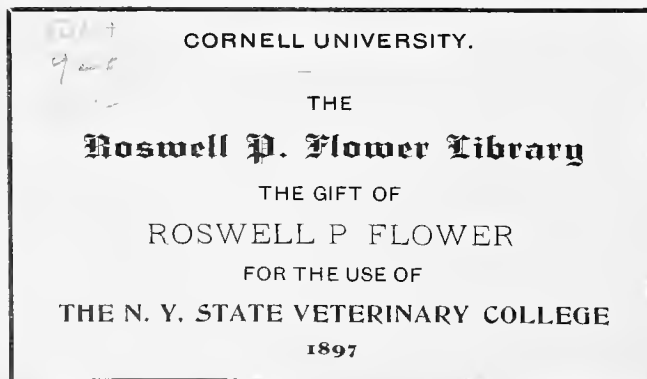 CORNELL UNIVERSITY.
THE
Roswell P. Flower Library
THE GIFT OF
ROSWELL P FLOWER
FOR THE USE OF
THE N. Y. STATE VETERINARY COLLEGE
1897